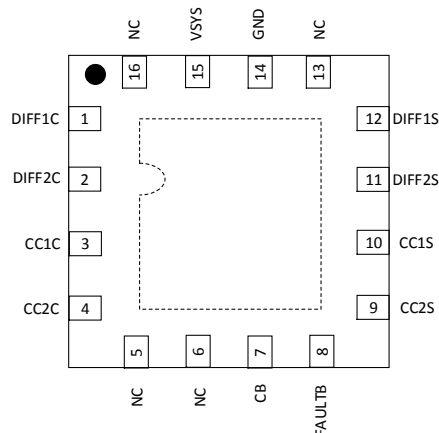 NC VSYS GND NC
16 15 14 13
DIFF1C 1 12 DIFF1S
DIFF2C 2 11 DIFF2S
CC1C 3 10 CC1S
CC2C 4 9 CC2S
5 6 7 8
NC NC CB FAULTB